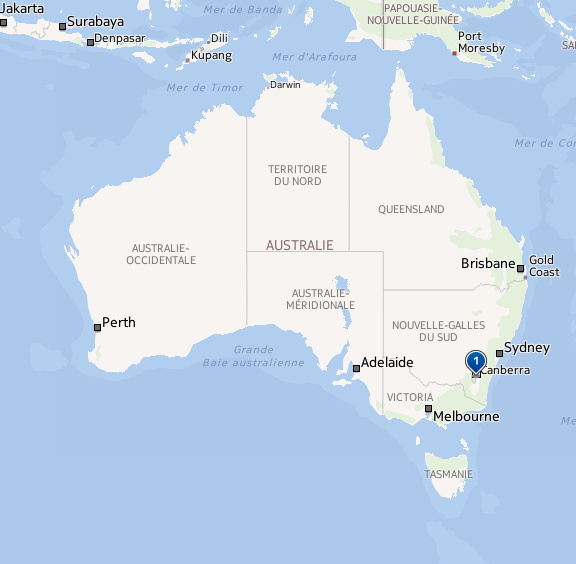 Jakarta
Surabaya
Denpasar
Mer de Banda
Dili
Kupang
PAPOUASIE-
NOUVELLE-GUINÉE
Port
Moresby
Mer d'Arafoura
Mer de Timor
Darwin
Mer de Co
TERRITOIRE
DU NORD
QUEENSLAND
AUSTRALIE-
OCCIDENTALE
AUSTRALIE
Brisbane
Gold
Coast
AUSTRALIE-
MÉRIDIONALE
Perth
NOUVELLE-GALLES
DU SUD
Sydney
Grande
Baie australienne
Adelaide
1
Canberra
VICTORIA
Melbourne
TASMANIE